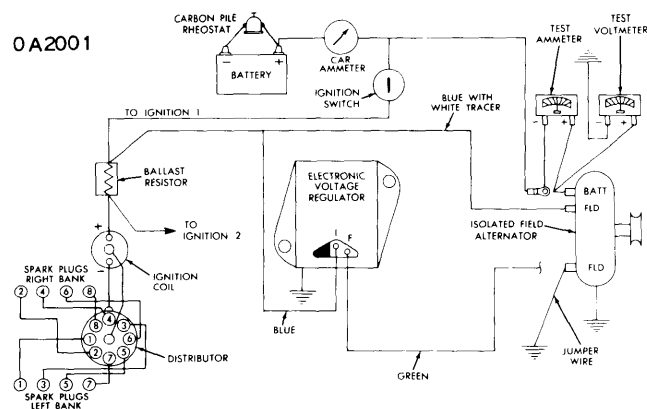 0A2001
CARBON PILE
RHEOSTAT
-
+
BATTERY
CAR
AMMETER
IGNITION
SWITCH
TEST
AMMETER
TEST
VOLTMETER
-
+
-
+
TO IGNITION 1
BLUE WITH
WHITE TRACER
BALLAST
RESISTOR
ELECTRONIC
VOLTAGE
REGULATOR
I
F
BATT
FLD
ISOLATED FIELD
ALTERNATOR
FLD
TO
IGNITION 2
+
-
IGNITION
COIL
SPARK PLUGS
RIGHT BANK
2 4 6 8
4
8 3
1 6
2 5
7
DISTRIBUTOR
BLUE
GREEN
JUMPER
WIRE
1 3 5 7
SPARK PLUGS
LEFT BANK